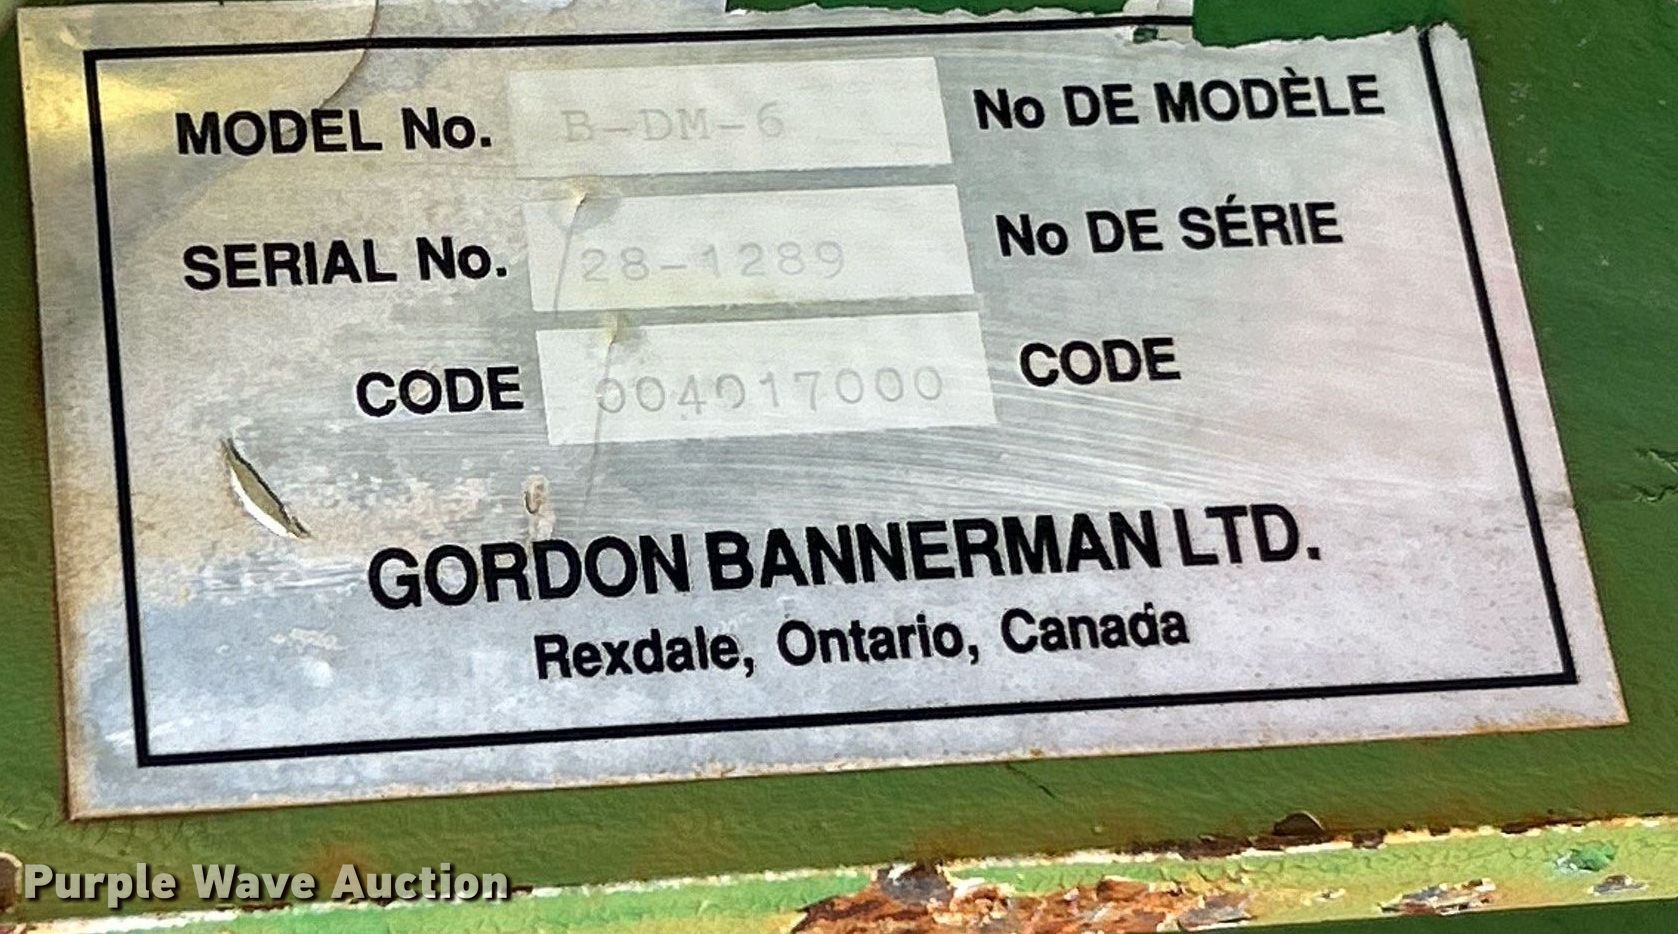 MODEL No. B-DM-6 No DE MODÈLE
SERIAL No. 28-1289 No DE SÉRIE
CODE 004017000 CODE
GORDON BANNERMAN LTD.
Rexdale, Ontario, Canada
Purple Wave Auction